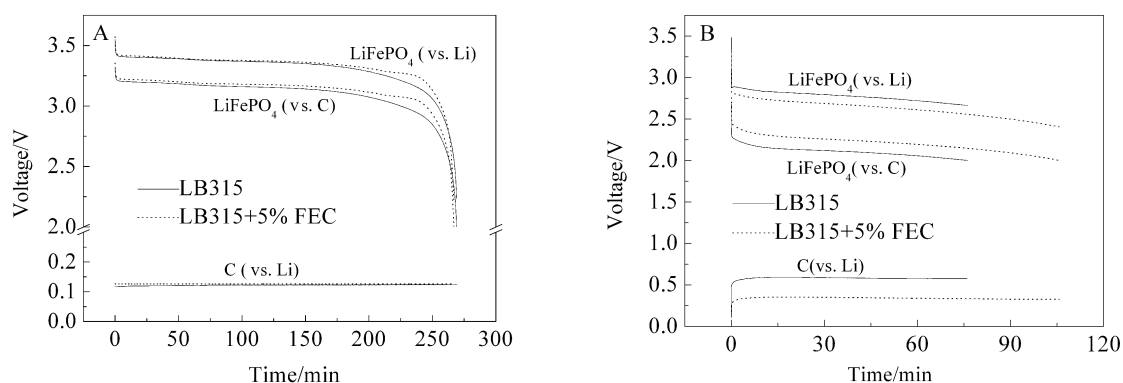 A
3.5
3.0
2.5
2.0
0.2
0.1
0.0
Voltage/V
LiFePO4 ( vs. Li)
LiFePO4 ( vs. C)
LB315
LB315+5% FEC
C ( vs. Li)
0 50 100 150 200 250 300
Time/min
B
3.5
3.0
2.5
2.0
1.5
1.0
0.5
0.0
Voltage/V
LiFePO4( vs. Li)
LiFePO4( vs. C)
LB315
LB315+5% FEC
C(vs. Li)
0 30 60 90 120
Time/min